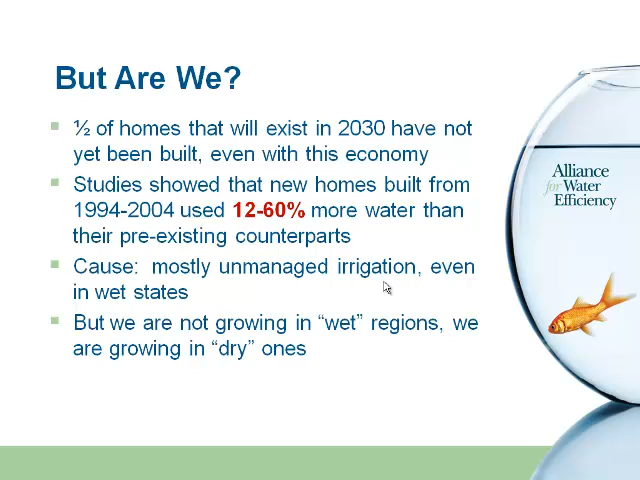 But Are We?
½ of homes that will exist in 2030 have not
yet been built, even with this economy
Studies showed that new homes built from
1994-2004 used 12-60% more water than
their pre-existing counterparts
Cause:  mostly unmanaged irrigation, even
in wet states
But we are not growing in “wet” regions, we
are growing in “dry” ones
Alliance
for Water
Efficiency